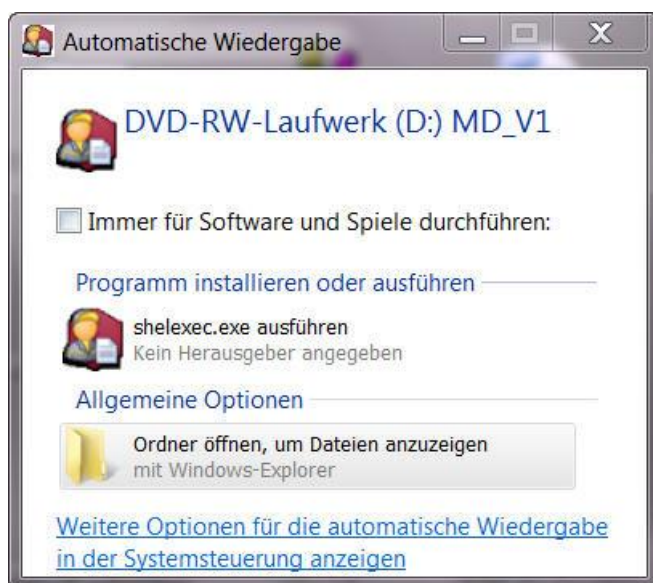 Automatische Wiedergabe
DVD-RW-Laufwerk (D:) MD_V1
Immer für Software und Spiele durchführen:
Programm installieren oder ausführen
shelexec.exe ausführen
Kein Herausgeber angegeben
Allgemeine Optionen
Ordner öffnen, um Dateien anzuzeigen
mit Windows-Explorer
Weitere Optionen für die automatische Wiedergabe
in der Systemsteuerung anzeigen